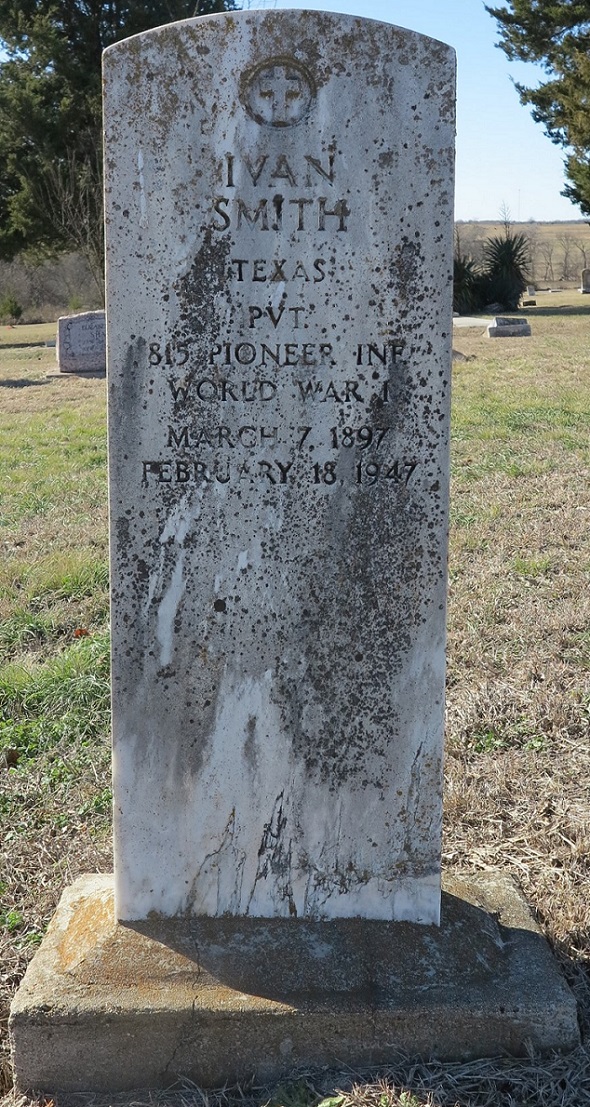 IVAN
SMITH
TEXAS
PVT.
815 PIONEER INF
WORLD WAR I
MARCH 7, 1897
FEBRUARY 18, 1947